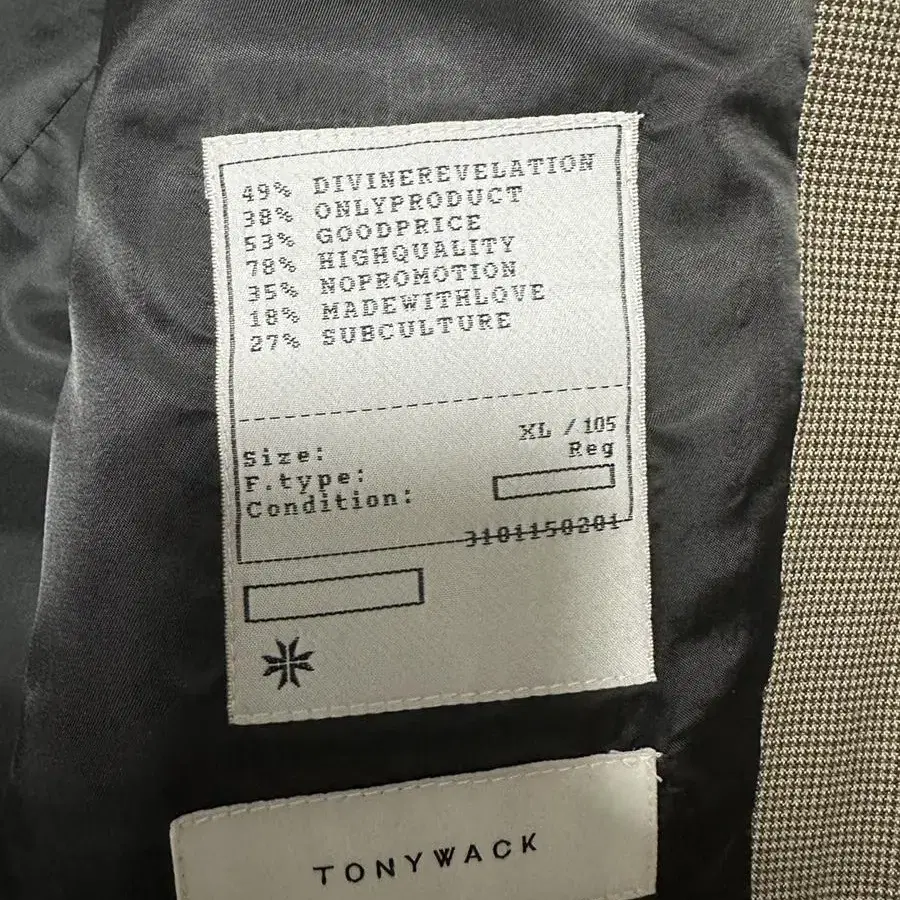 49% DIVINEREVELATION
38% ONLYPRODUCT
53% GOODPRICE
78% HIGHQUALITY
35% NOPROMOTION
18% MADEWITHLOVE
27% SUBCULTURE
Size: XL / 105
F.type: Reg
Condition:
3101150201
TONYWACK